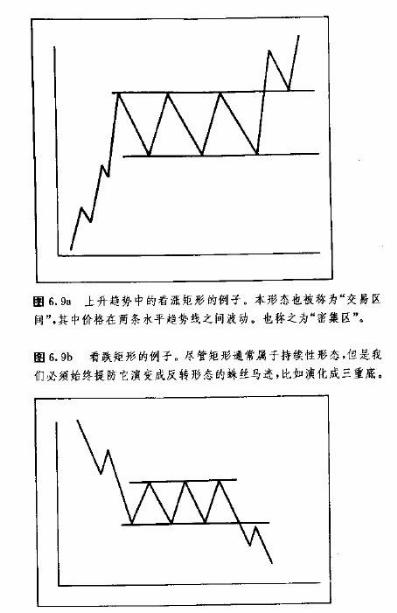 图 6.9a 上升趋势中的看涨矩形的例子。本形态也被称为“交易区
间”，其中价格在两条水平趋势线之间波动。也称之为“密集区”。
图 6.9b 看跌矩形的例子。尽管矩形通常属于持续性形态，但是我
们必须始终提防它演变成反转形态的蛛丝马迹，比如演化成三重底。